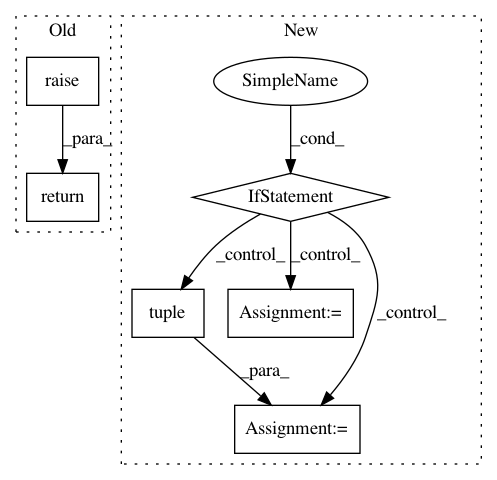 Old
New
raise
SimpleName
_para_
_cond_
return
IfStatement
_control_
_control_
_control_
tuple
Assignment:=
_para_
Assignment:=